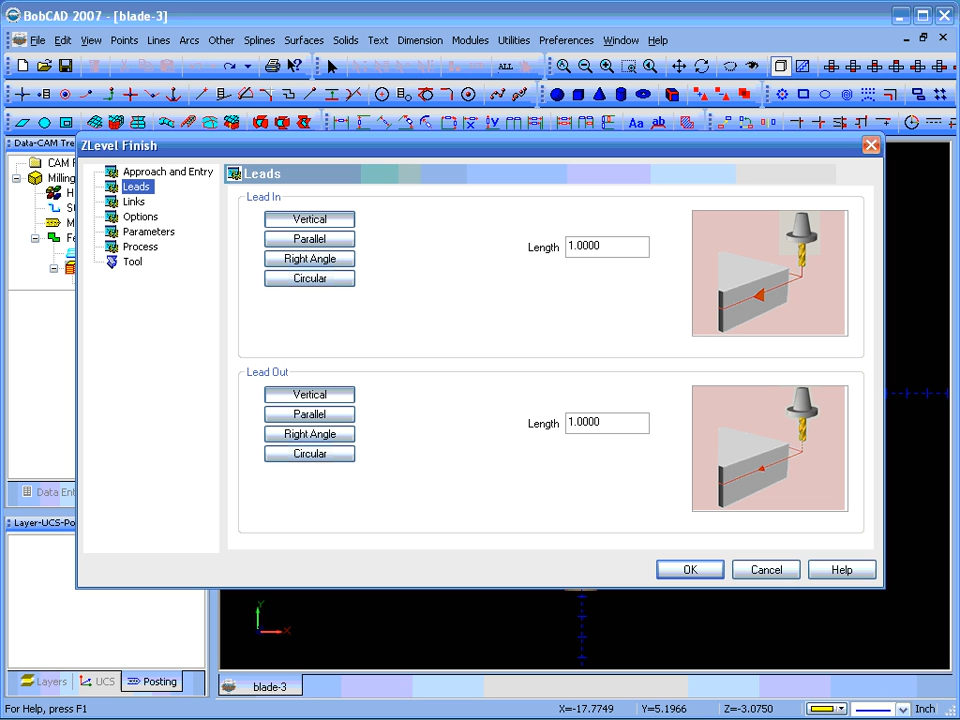 BobCAD 2007 - [blade-3]
File Edit View Points Lines Arcs Other Splines Surfaces Solids Text Dimension Modules Utilities Preferences Window Help
ALL
Aa ab
Data-CAM Tre
ZLevel Finish
CAM
Milling
Approach and Entry
Leads
Links
Options
Parameters
Process
Tool
Leads
Lead In
Vertical
Parallel
Right Angle
Circular
Length 1.0000
Lead Out
Vertical
Parallel
Right Angle
Circular
Length 1.0000
Data Ent
Layer-UCS-Po
OK Cancel Help
Y
X
Layers UCS Posting
blade-3
For Help, press F1
X=-17.7749 Y=5.1966 Z=-3.0750 Inch